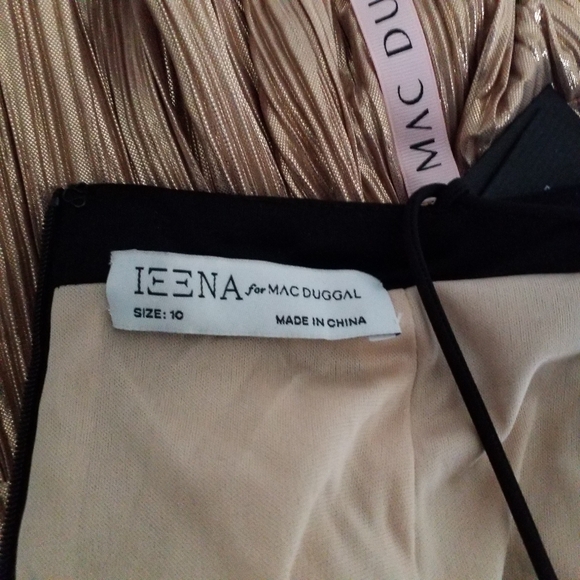 MAC DU
IEENA for MAC DUGGAL
SIZE: 10
MADE IN CHINA